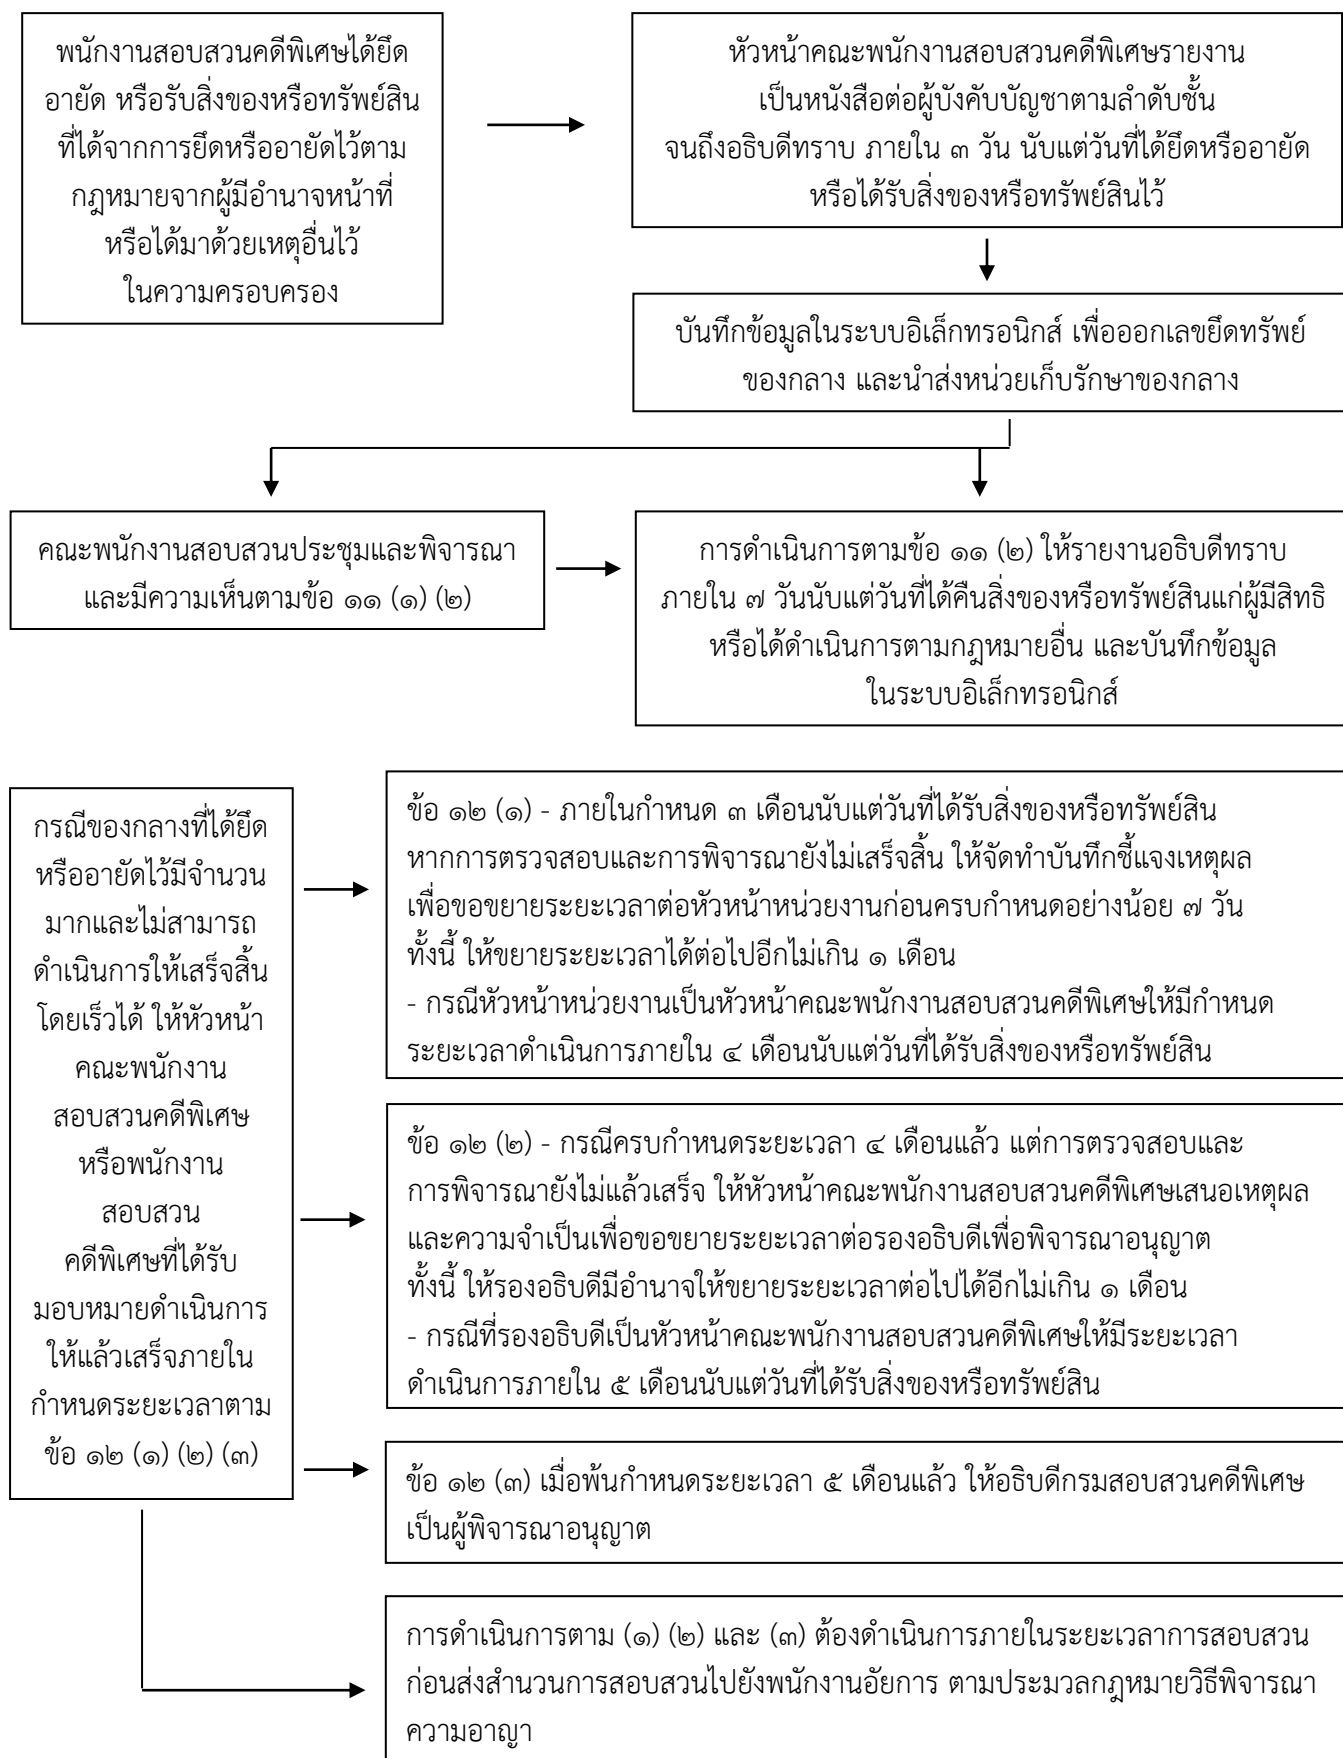 พนักงานสอบสวนคดีพิเศษได้ยึด
อายัด หรือรับสิ่งของหรือทรัพย์สิน
ที่ได้จากการยึดหรืออายัดไว้ตาม
กฎหมายจากผู้มีอำนาจหน้าที่
หรือได้มาด้วยเหตุอื่นไว้
ในความครอบครอง
หัวหน้าคณะพนักงานสอบสวนคดีพิเศษรายงาน
เป็นหนังสือต่อผู้บังคับบัญชาตามลำดับชั้น
จนถึงอธิบดีทราบ ภายใน ๓ วัน นับแต่วันที่ได้ยึดหรืออายัด
หรือได้รับสิ่งของหรือทรัพย์สินไว้
บันทึกข้อมูลในระบบอิเล็กทรอนิกส์ เพื่อออกเลขยึดทรัพย์
ของกลาง และนำส่งหน่วยเก็บรักษาของกลาง
คณะพนักงานสอบสวนประชุมและพิจารณา
และมีความเห็นตามข้อ ๑๑ (๑) (๒)
การดำเนินการตามข้อ ๑๑ (๒) ให้รายงานอธิบดีทราบ
ภายใน ๗ วันนับแต่วันที่ได้คืนสิ่งของหรือทรัพย์สินแก่ผู้มีสิทธิ
หรือได้ดำเนินการตามกฎหมายอื่น และบันทึกข้อมูล
ในระบบอิเล็กทรอนิกส์
กรณีของกลางที่ได้ยึด
หรืออายัดไว้มีจำนวน
มากและไม่สามารถ
ดำเนินการให้เสร็จสิ้น
โดยเร็วได้ ให้หัวหน้า
คณะพนักงาน
สอบสวนคดีพิเศษ
หรือพนักงาน
สอบสวน
คดีพิเศษที่ได้รับ
มอบหมายดำเนินการ
ให้แล้วเสร็จภายใน
กำหนดระยะเวลาตาม
ข้อ ๑๒ (๑) (๒) (๓)
ข้อ ๑๒ (๑) - ภายในกำหนด ๓ เดือนนับแต่วันที่ได้รับสิ่งของหรือทรัพย์สิน
หากการตรวจสอบและการพิจารณายังไม่เสร็จสิ้น ให้จัดทำบันทึกชี้แจงเหตุผล
เพื่อขอขยายระยะเวลาต่อหัวหน้าหน่วยงานก่อนครบกำหนดอย่างน้อย ๗ วัน
ทั้งนี้ ให้ขยายระยะเวลาได้ต่อไปอีกไม่เกิน ๑ เดือน
- กรณีหัวหน้าหน่วยงานเป็นหัวหน้าคณะพนักงานสอบสวนคดีพิเศษให้มีกำหนด
ระยะเวลาดำเนินการภายใน ๔ เดือนนับแต่วันที่ได้รับสิ่งของหรือทรัพย์สิน
ข้อ ๑๒ (๒) - กรณีครบกำหนดระยะเวลา ๔ เดือนแล้ว แต่การตรวจสอบและ
การพิจารณายังไม่แล้วเสร็จ ให้หัวหน้าคณะพนักงานสอบสวนคดีพิเศษเสนอเหตุผล
และความจำเป็นเพื่อขอขยายระยะเวลาต่อรองอธิบดีเพื่อพิจารณาอนุญาต
ทั้งนี้ ให้รองอธิบดีมีอำนาจให้ขยายระยะเวลาต่อไปได้อีกไม่เกิน ๑ เดือน
- กรณีที่รองอธิบดีเป็นหัวหน้าคณะพนักงานสอบสวนคดีพิเศษให้มีระยะเวลา
ดำเนินการภายใน ๕ เดือนนับแต่วันที่ได้รับสิ่งของหรือทรัพย์สิน
ข้อ ๑๒ (๓) เมื่อพ้นกำหนดระยะเวลา ๕ เดือนแล้ว ให้อธิบดีกรมสอบสวนคดีพิเศษ
เป็นผู้พิจารณาอนุญาต
การดำเนินการตาม (๑) (๒) และ (๓) ต้องดำเนินการภายในระยะเวลาการสอบสวน
ก่อนส่งสำนวนการสอบสวนไปยังพนักงานอัยการ ตามประมวลกฎหมายวิธีพิจารณา
ความอาญา